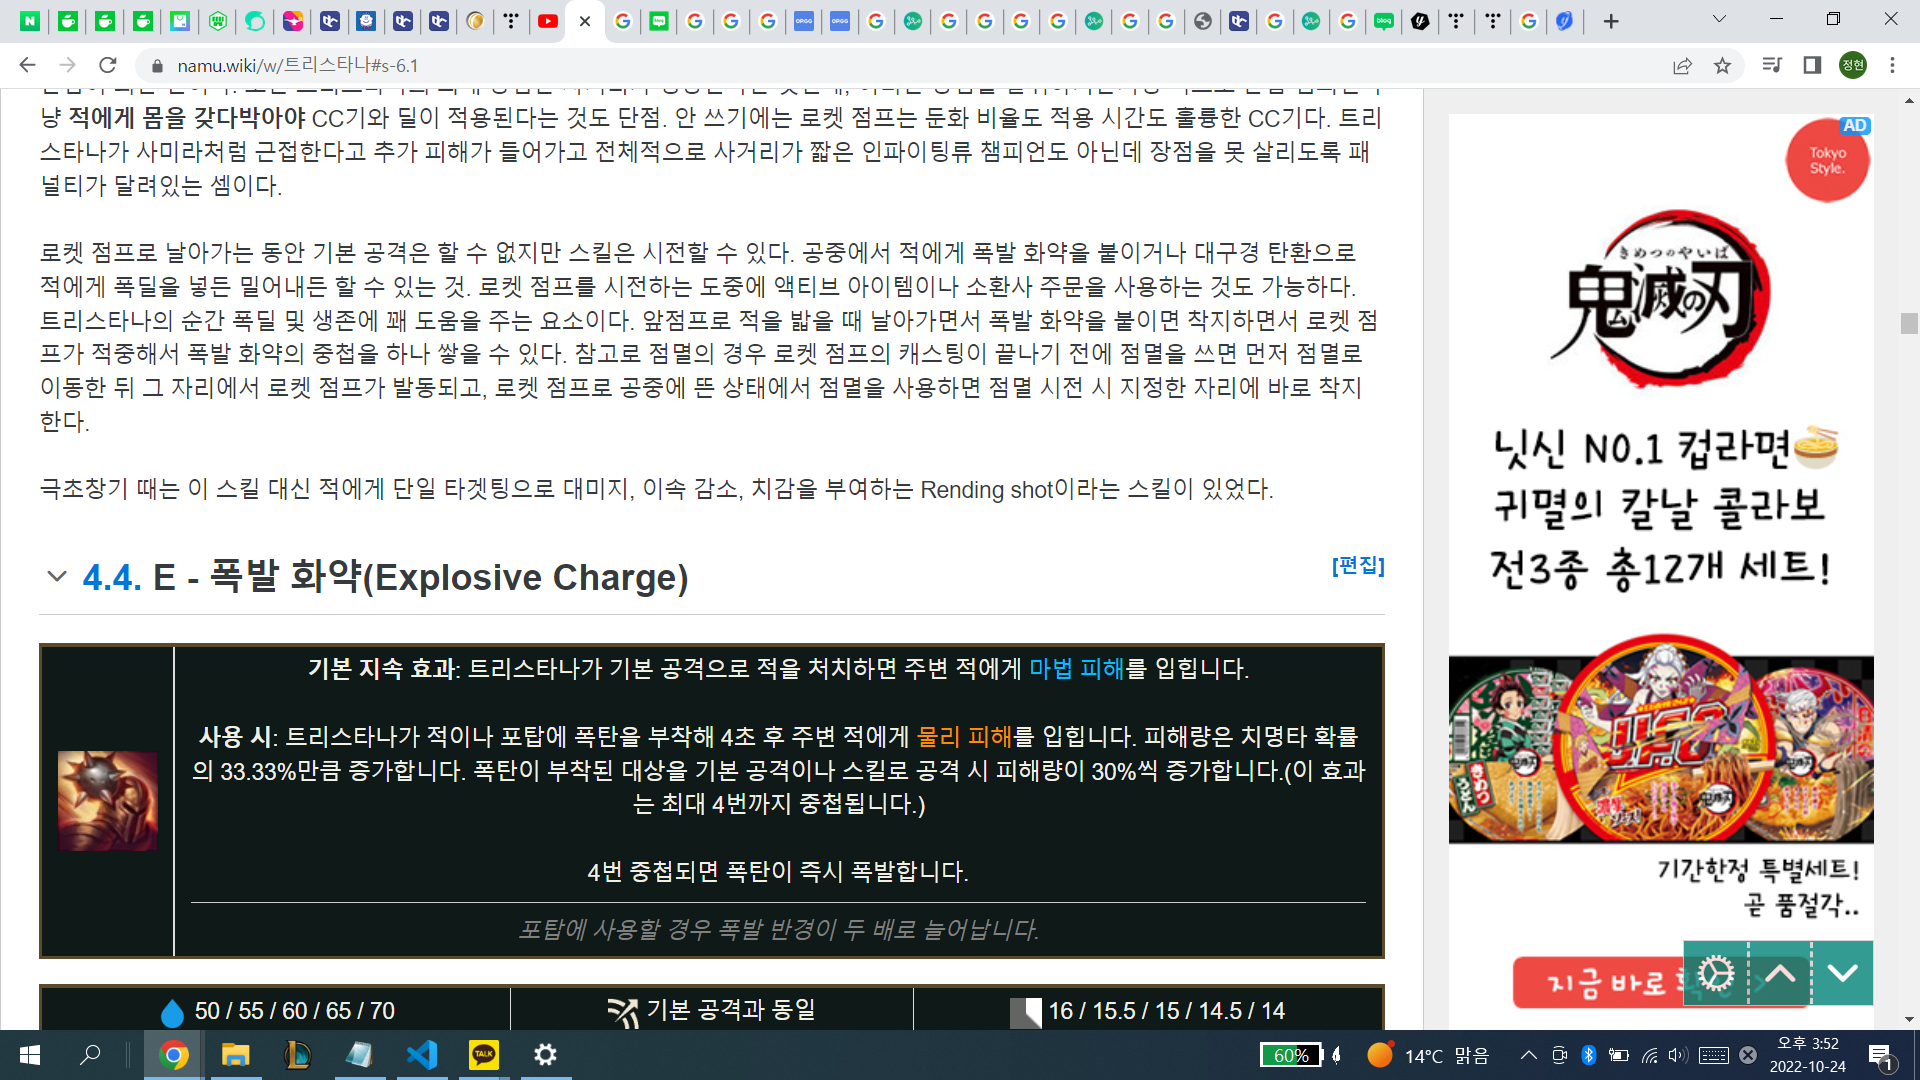 namu.wiki/w/트리스타나#s-6.1
정현
냥 적에게 몸을 갖다박아야 CC기와 딜이 적용된다는 것도 단점. 안 쓰기에는 로켓 점프는 둔화 비율도 적용 시간도 훌륭한 CC기다. 트리
스타나가 사미라처럼 근접한다고 추가 피해가 들어가고 전체적으로 사거리가 짧은 인파이팅류 챔피언도 아닌데 장점을 못 살리도록 패
널티가 달려있는 셈이다.
로켓 점프로 날아가는 동안 기본 공격은 할 수 없지만 스킬은 시전할 수 있다. 공중에서 적에게 폭발 화약을 붙이거나 대구경 탄환으로
적에게 폭딜을 넣든 밀어내든 할 수 있는 것. 로켓 점프를 시전하는 도중에 액티브 아이템이나 소환사 주문을 사용하는 것도 가능하다.
트리스타나의 순간 폭딜 및 생존에 꽤 도움을 주는 요소이다. 앞점프로 적을 밟을 때 날아가면서 폭발 화약을 붙이면 착지하면서 로켓 점
프가 적중해서 폭발 화약의 중첩을 하나 쌓을 수 있다. 참고로 점멸의 경우 로켓 점프의 캐스팅이 끝나기 전에 점멸을 쓰면 먼저 점멸로
이동한 뒤 그 자리에서 로켓 점프가 발동되고, 로켓 점프로 공중에 뜬 상태에서 점멸을 사용하면 점멸 시전 시 지정한 자리에 바로 착지
한다.
극초창기 때는 이 스킬 대신 적에게 단일 타겟팅으로 대미지, 이속 감소, 치감을 부여하는 Rending shot이라는 스킬이 있었다.
4.4. E - 폭발 화약(Explosive Charge)
[편집]
기본 지속 효과: 트리스타나가 기본 공격으로 적을 처치하면 주변 적에게 마법 피해를 입힙니다.
사용 시: 트리스타나가 적이나 포탑에 폭탄을 부착해 4초 후 주변 적에게 물리 피해를 입힙니다. 피해량은 치명타 확률
의 33.33%만큼 증가합니다. 폭탄이 부착된 대상을 기본 공격이나 스킬로 공격 시 피해량이 30%씩 증가합니다.(이 효과
는 최대 4번까지 중첩됩니다.)
4번 중첩되면 폭탄이 즉시 폭발합니다.
포탑에 사용할 경우 폭발 반경이 두 배로 늘어납니다.
50 / 55 / 60 / 65 / 70
기본 공격과 동일
16 / 15.5 / 15 / 14.5 / 14
AD
Tokyo
Style.
きめつのやいば
鬼滅の刃
닛신 NO.1 컵라면
귀멸의 칼날 콜라보
전3종 총12개 세트!
U.F.O.
기간한정 특별세트!
곧 품절각..
지금 바로
60%
14°C 맑음
오후 3:52
2022-10-24
1